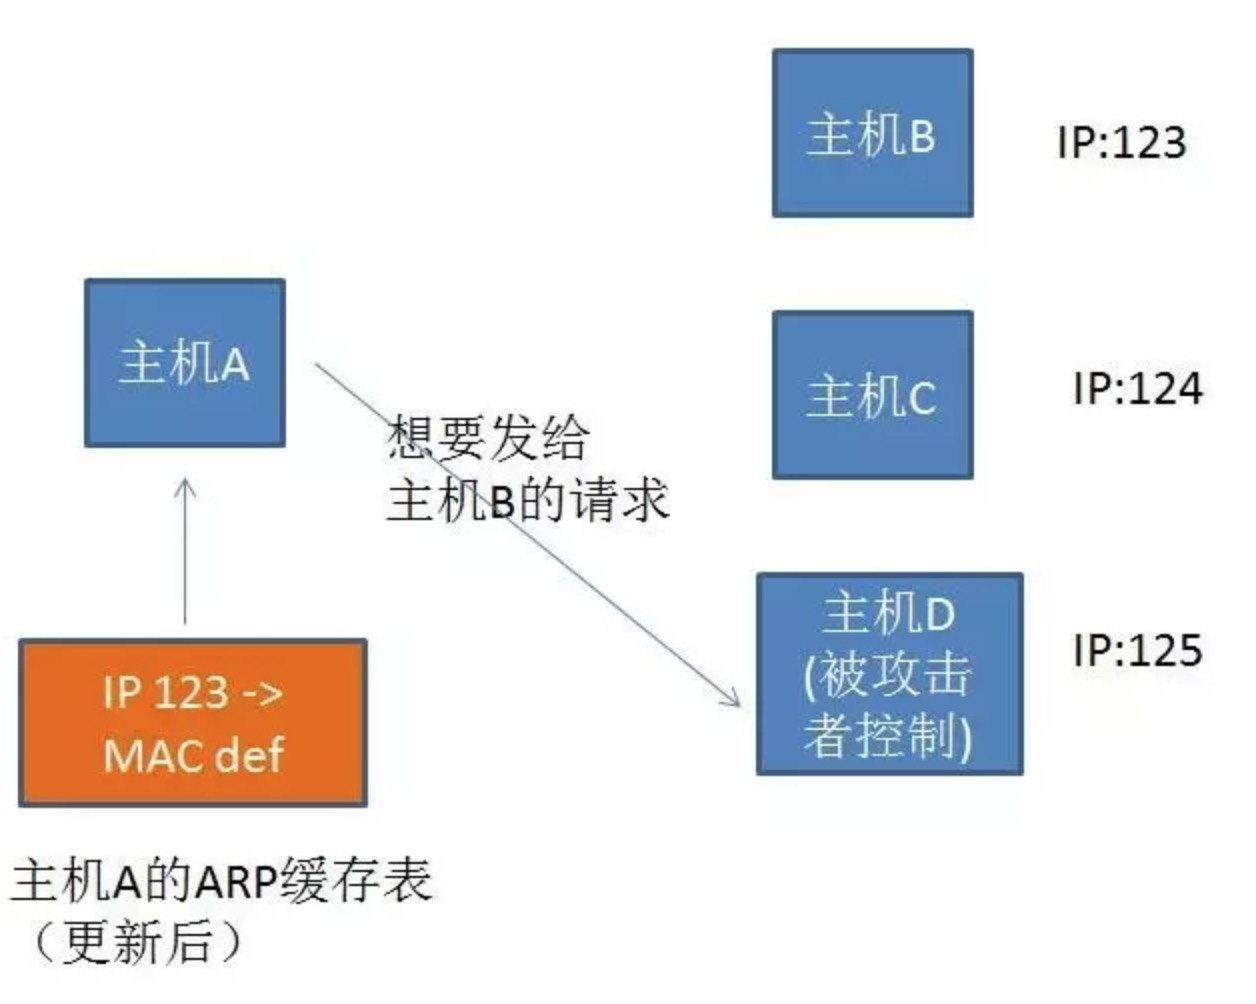 主机B
IP:123
主机A
主机C
IP:124
想要发给
主机B的请求
主机D
(被攻击
者控制)
IP:125
IP 123 ->
MAC def
主机A的ARP缓存表
（更新后）